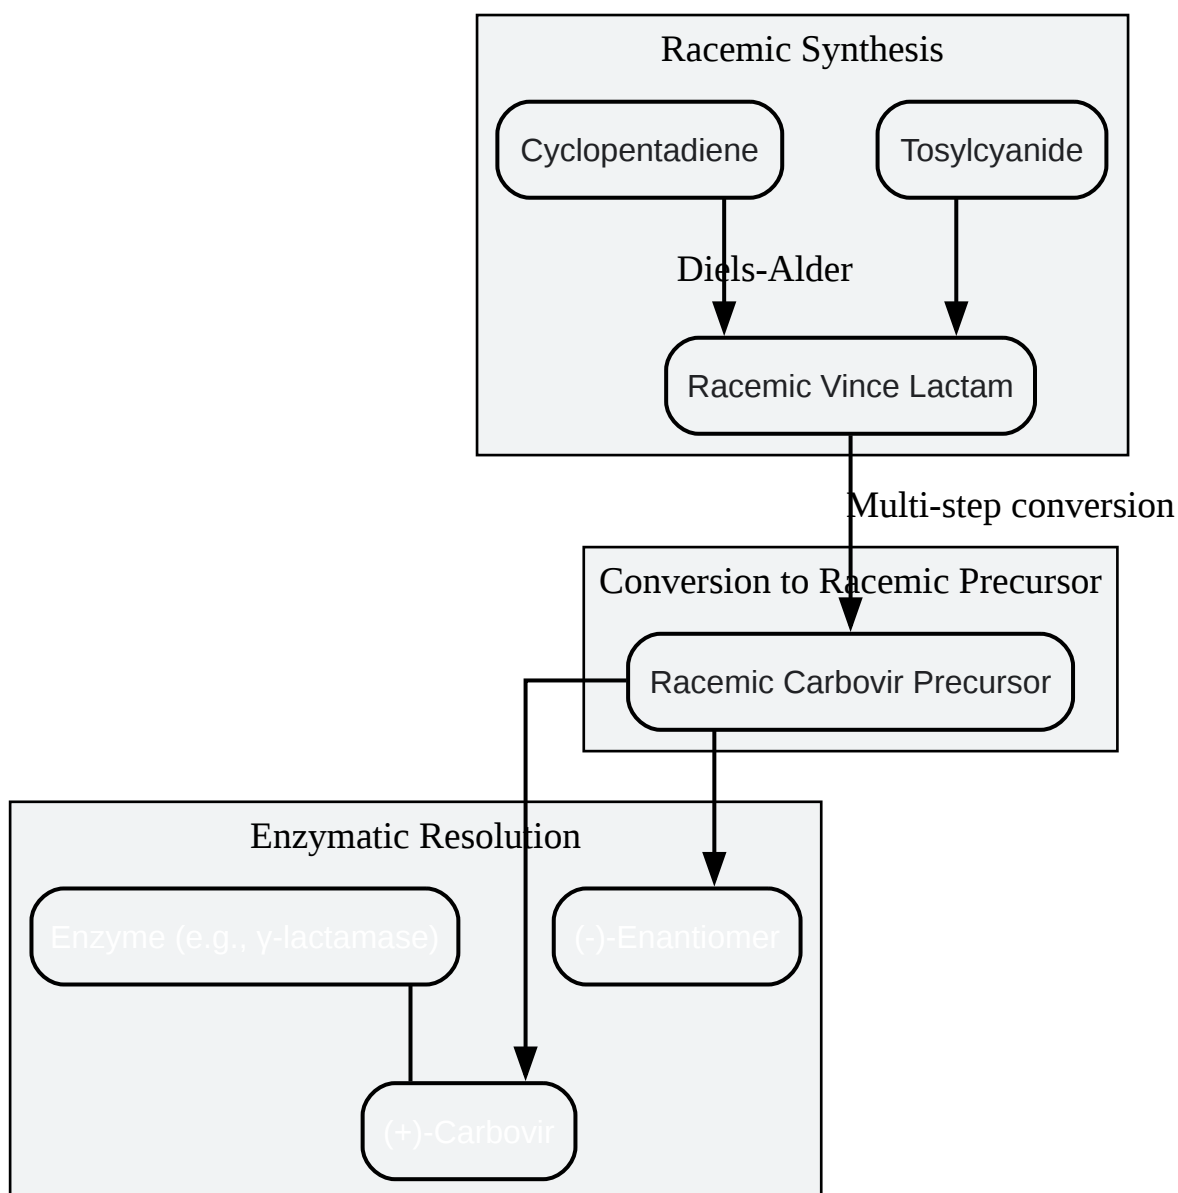 Racemic Synthesis
Cyclopentadiene
Tosylcyanide
Diels-Alder
Racemic Vince Lactam
Multi-step conversion
Conversion to Racemic Precursor
Racemic Carbovir Precursor
Enzymatic Resolution
Enzyme (e.g., γ-lactamase)
(-)-Enantiomer
(+)-Carbovir